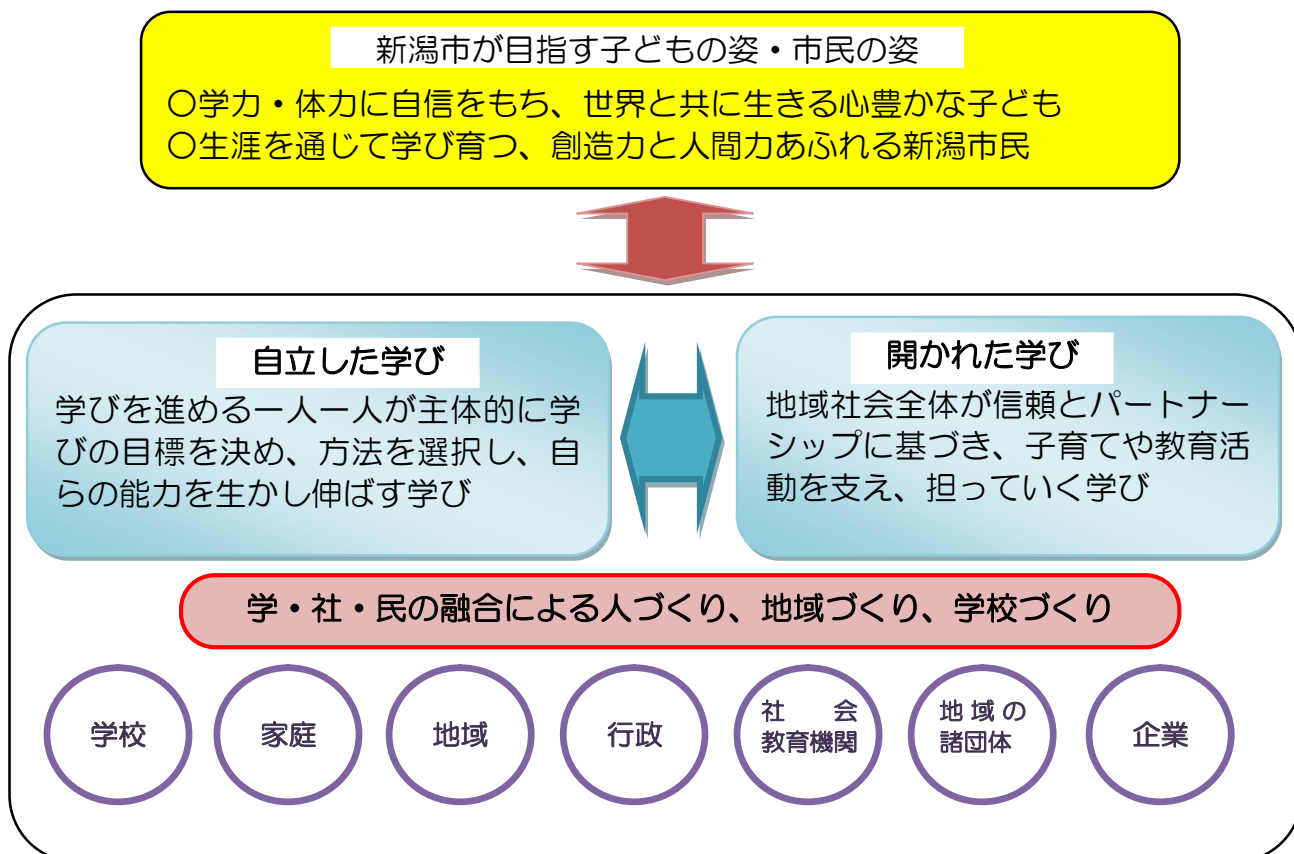 新潟市が目指す子どもの姿・市民の姿
〇学力・体力に自信をもち、世界と共に生きる心豊かな子ども
〇生涯を通じて学び育つ、創造力と人間力あふれる新潟市民
自立した学び
学びを進める一人一人が主体的に学
びの目標を決め、方法を選択し、自
らの能力を生かし伸ばす学び
開かれた学び
地域社会全体が信頼とパートナー
シップに基づき、子育てや教育活
動を支え、担っていく学び
学・社・民の融合による人づくり、地域づくり、学校づくり
学校
家庭
地域
行政
社会
教育機関
地域の
諸団体
企業